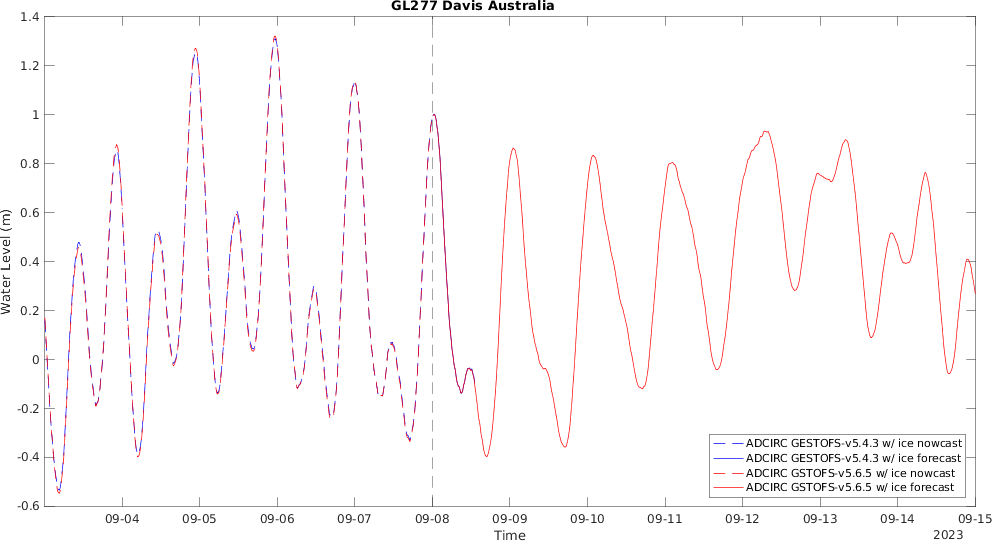 GL277 Davis Australia
1.4
1.2
1
0.8
0.6
0.4
0.2
0
-0.2
-0.4
-0.6
Water Level (m)
ADCIRC GESTOFS-v5.4.3 w/ ice nowcast
ADCIRC GESTOFS-v5.4.3 w/ ice forecast
ADCIRC GSTOFS-v5.6.5 w/ ice nowcast
ADCIRC GSTOFS-v5.6.5 w/ ice forecast
09-04 09-05 09-06 09-07 09-08 09-09 09-10 09-11 09-12 09-13 09-14 09-15
Time
2023